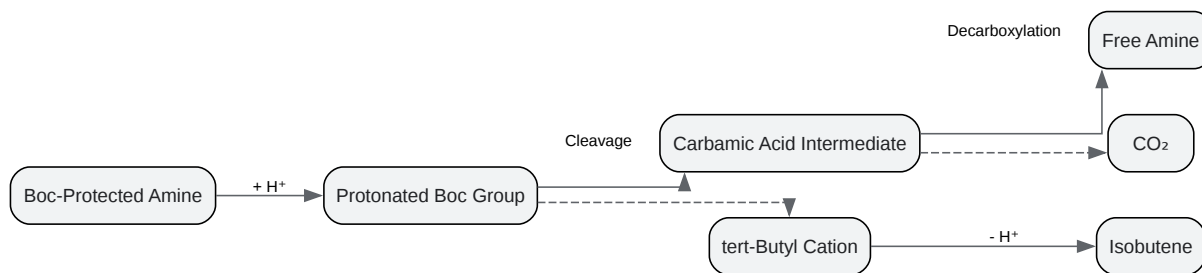 Decarboxylation
Free Amine
Cleavage
Carbamic Acid Intermediate
CO₂
Boc-Protected Amine
+ H⁺
Protonated Boc Group
tert-Butyl Cation
- H⁺
Isobutene